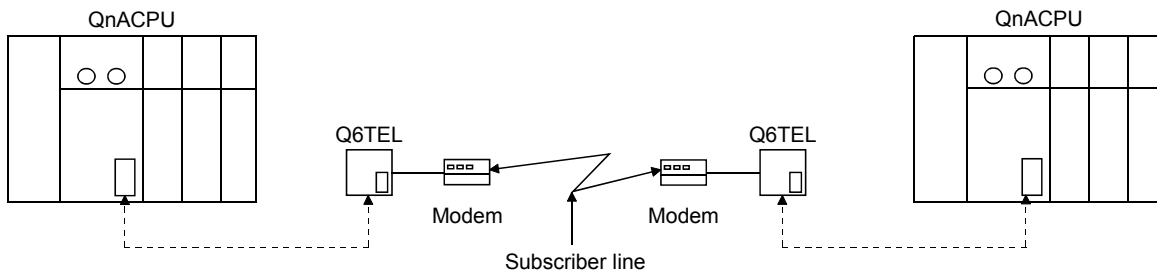 QnACPU
QnACPU
Q6TEL
Q6TEL
Modem
Modem
Subscriber line